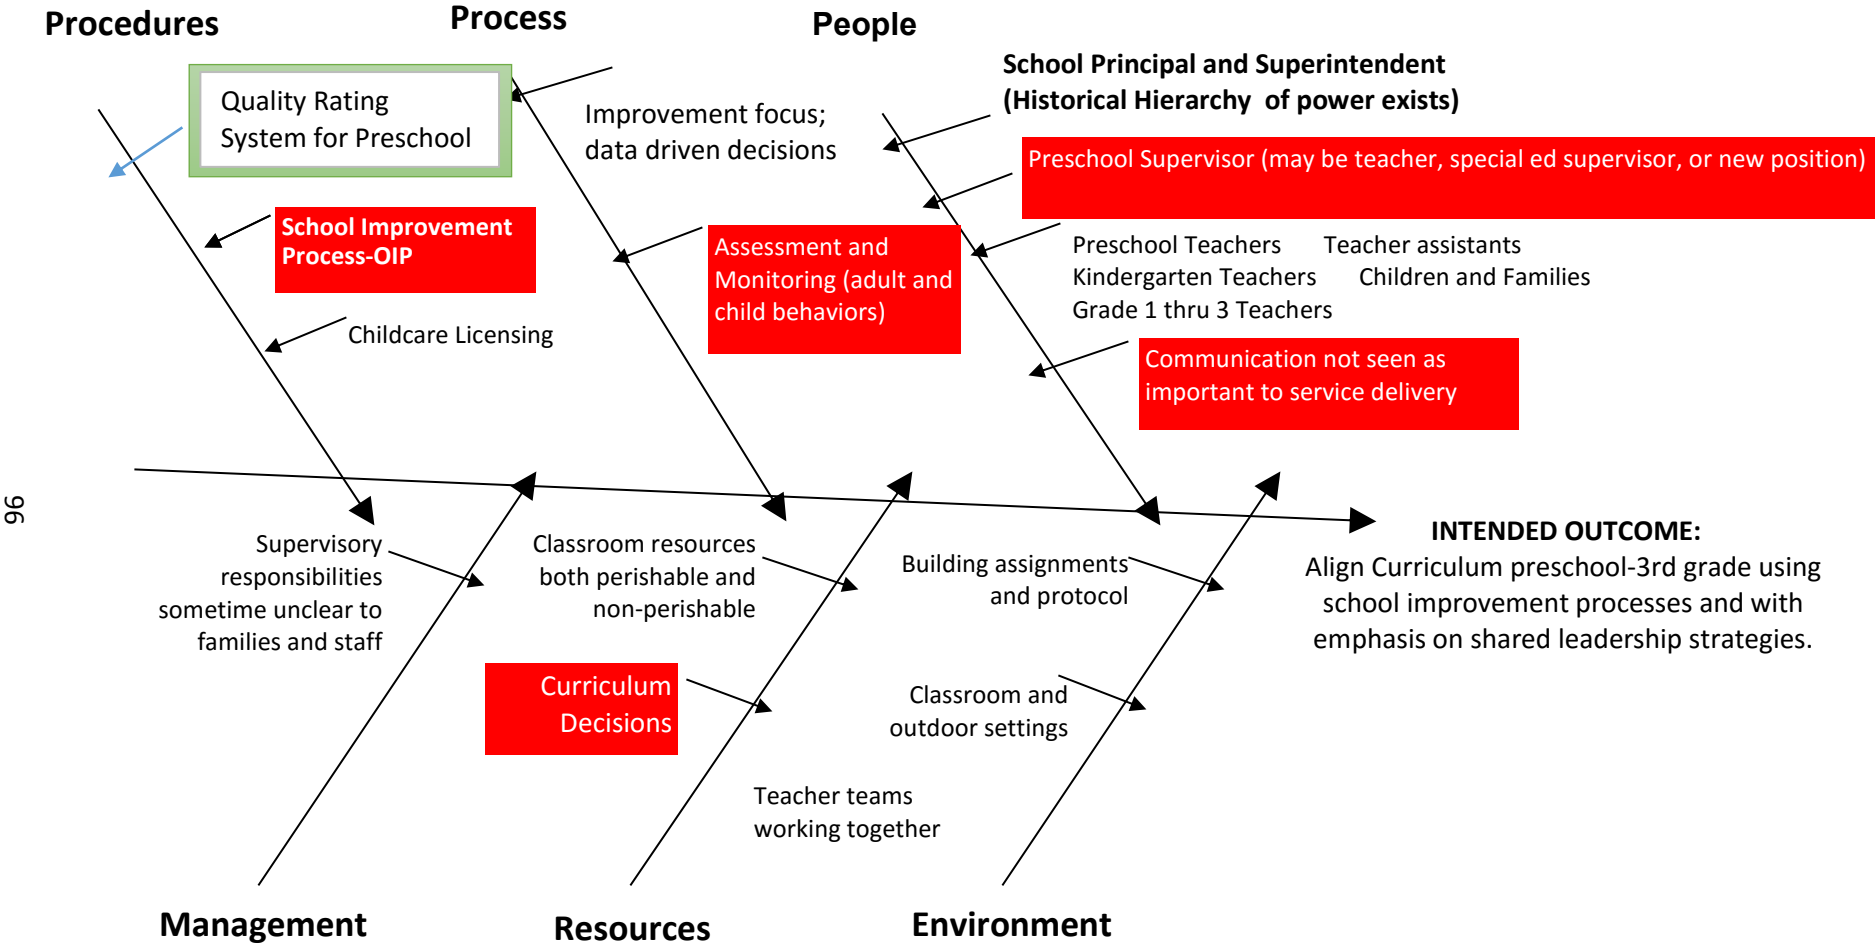 Procedures
Process
People
Quality Rating
System for Preschool
Improvement focus;
data driven decisions
School Principal and Superintendent
(Historical Hierarchy  of power exists)
Preschool Supervisor (may be teacher, special ed supervisor, or new position)
School Improvement
Process-OIP
Assessment and
Monitoring (adult and
child behaviors)
Preschool Teachers Teacher assistants
Kindergarten Teachers Children and Families
Grade 1 thru 3 Teachers
Childcare Licensing
Communication not seen as
important to service delivery
96
Supervisory
responsibilities
sometime unclear to
families and staff
Classroom resources
both perishable and
non-perishable
Building assignments
and protocol
INTENDED OUTCOME:
Align Curriculum preschool-3rd grade using
school improvement processes and with
emphasis on shared leadership strategies.
Curriculum
Decisions
Classroom and
outdoor settings
Teacher teams
working together
Management
Resources
Environment